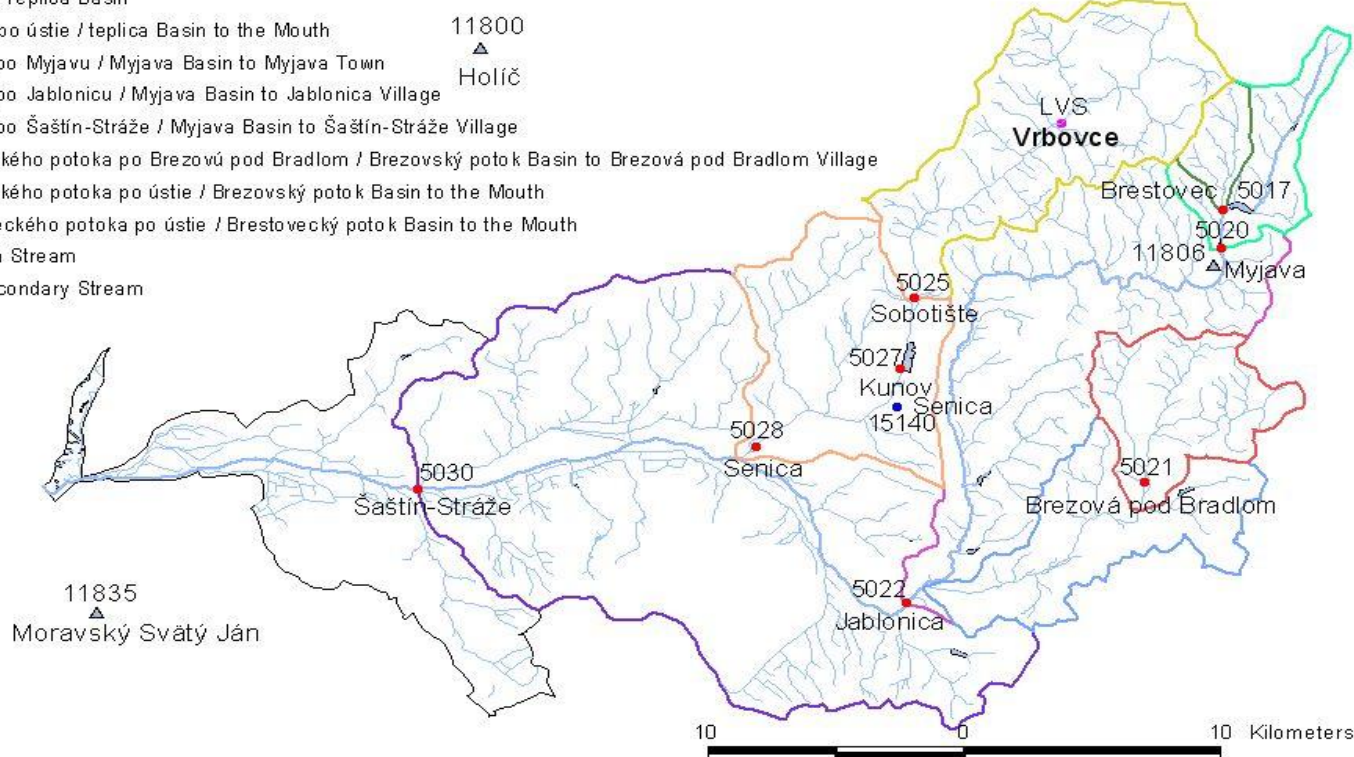 Teplica Basin
po ústie / teplica Basin to the Mouth
po Myjavu / Myjava Basin to Myjava Town
po Jablonicu / Myjava Basin to Jablonica Village
po Šaštín-Stráže / Myjava Basin to Šaštín-Stráže Village
kého potoka po Brezovú pod Bradlom / Brezovský potok Basin to Brezová pod Bradlom Village
kého potoka po ústie / Brezovský potok Basin to the Mouth
eckého potoka po ústie / Brestovecký potok Basin to the Mouth
Stream
condary Stream
11800
Holíč
LVS
Vrbovce
Brestovec 5017
5020
11806
Myjava
5025
Sobotište
5027
Kunov
Senica
15140
5028
Senica
5021
Brezová pod Bradlom
5030
Šaštín-Stráže
5022
Jablonica
11835
Moravský Svätý Ján
10 0 10 Kilometers